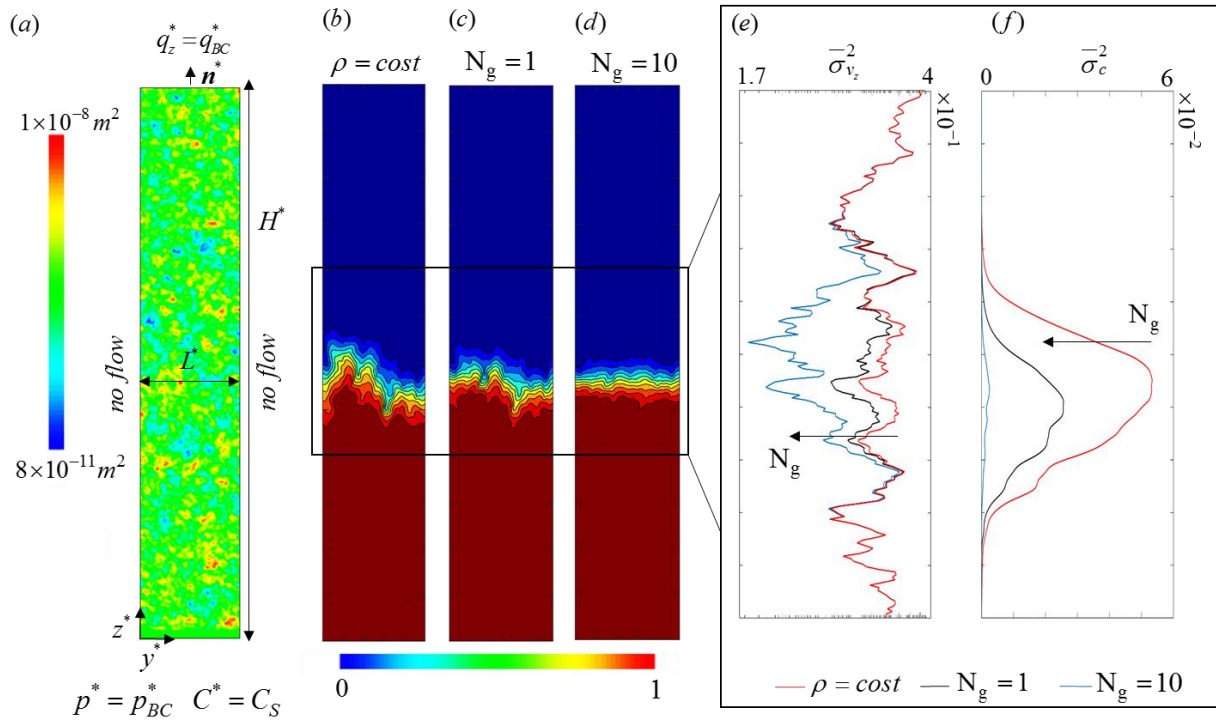 (a) (b) (c) (d) (e) (f)
q*_z = q*_BC
n*
ρ = cost
N_g = 1
N_g = 10
σ̄²_{v_z}
σ̄²_c
1.7 4
×10⁻¹
0 6
×10⁻²
1×10⁻⁸ m²
8×10⁻¹¹ m²
no flow
L*
no flow
H*
N_g
N_g
z*
y*
p* = p*_BC C* = C_S
0 1
ρ = cost N_g = 1 N_g = 10